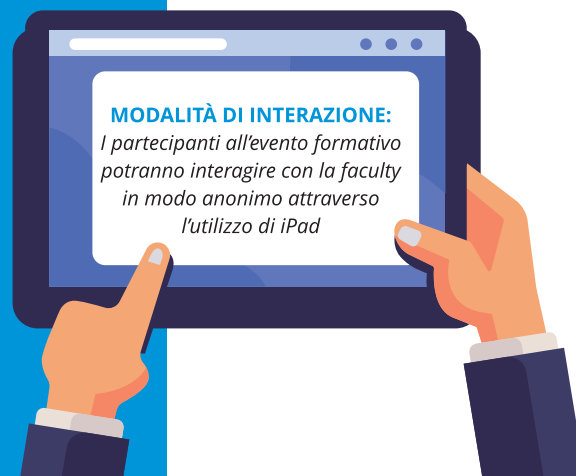 MODALITÀ DI INTERAZIONE:
I partecipanti all’evento formativo
potranno interagire con la faculty
in modo anonimo attraverso
l’utilizzo di iPad